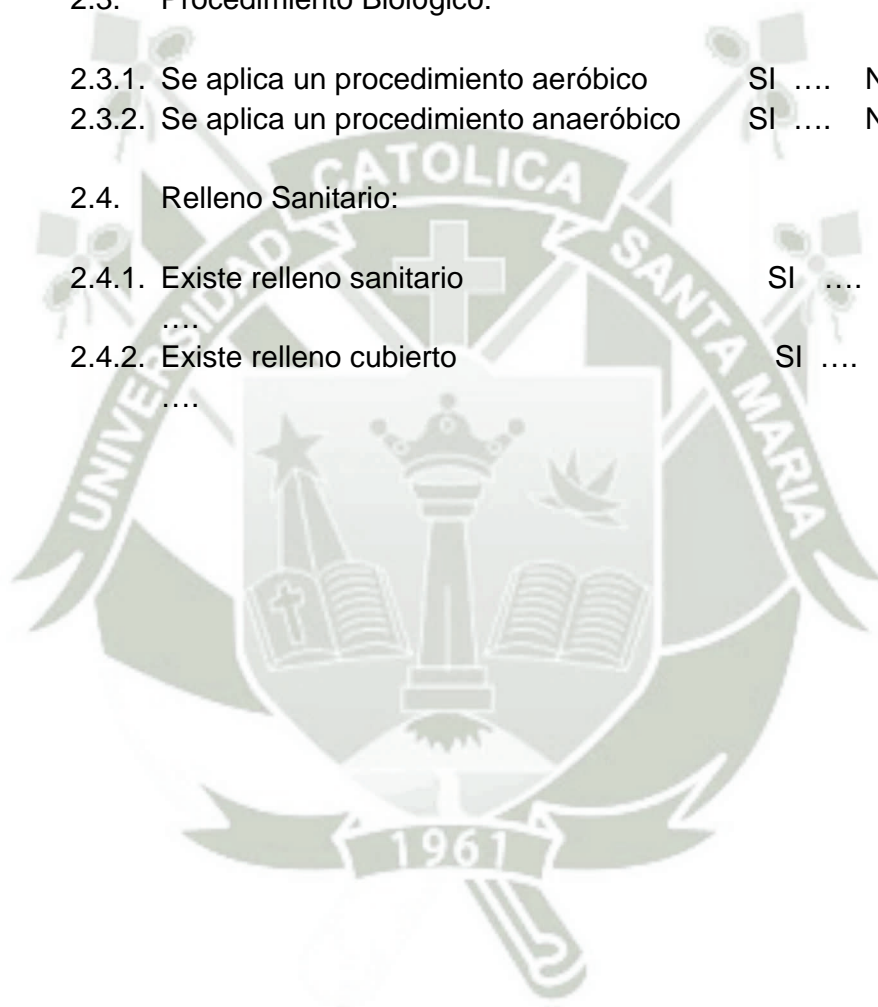 2.3. Procedimiento Biológico:
2.3.1. Se aplica un procedimiento aeróbico SI .... N
2.3.2. Se aplica un procedimiento anaeróbico SI .... N
2.4. Relleno Sanitario:
2.4.1. Existe relleno sanitario SI ....
....
2.4.2. Existe relleno cubierto SI ....
....
UNIVERSIDAD CATOLICA SANTA MARIA
1961